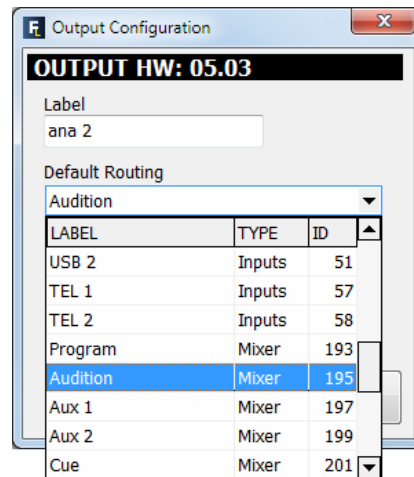 Output Configuration
OUTPUT HW: 05.03
Label
ana 2
Default Routing
Audition
LABEL TYPE ID
USB 2 Inputs 51
TEL 1 Inputs 57
TEL 2 Inputs 58
Program Mixer 193
Audition Mixer 195
Aux 1 Mixer 197
Aux 2 Mixer 199
Cue Mixer 201